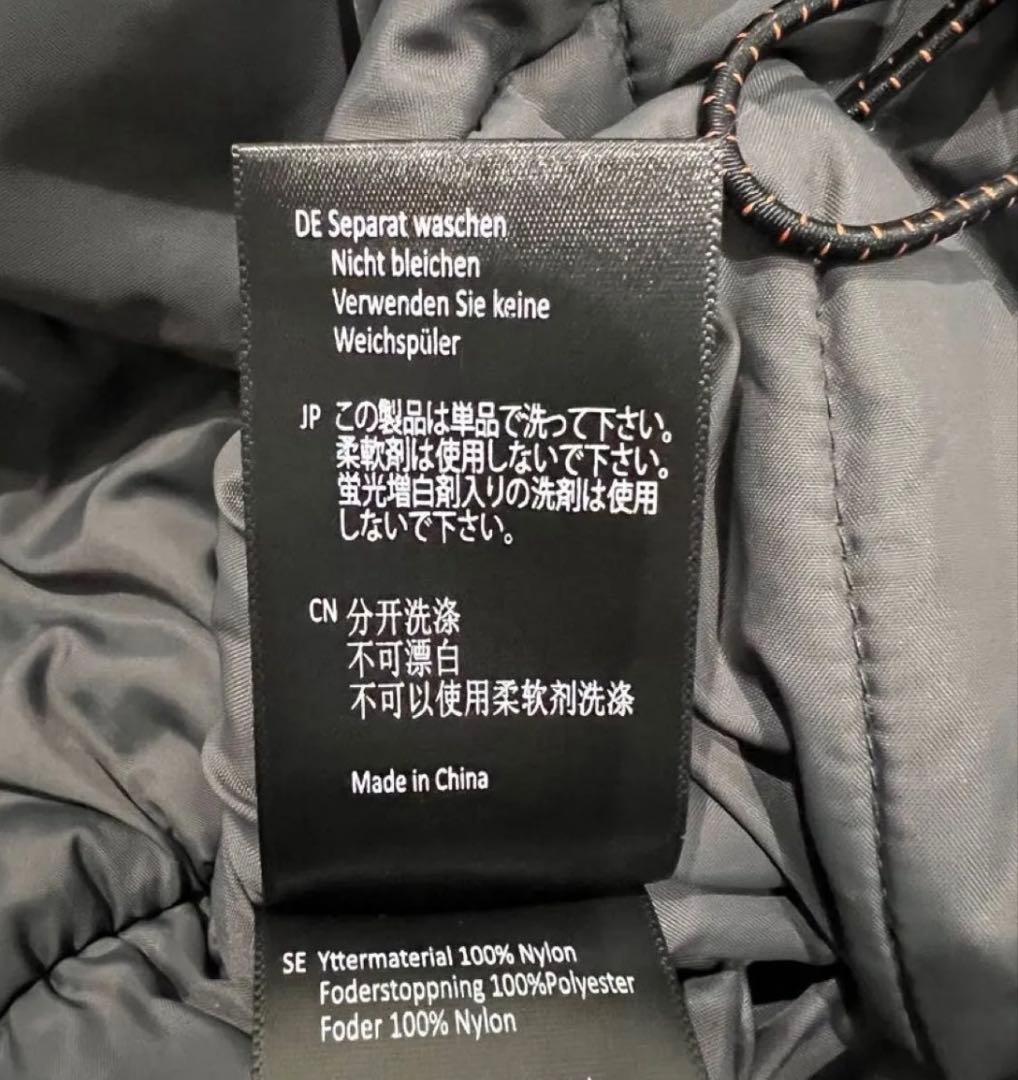 DE Separat waschen
Nicht bleichen
Verwenden Sie keine
Weichspüler
JP この製品は単品で洗って下さい。
柔軟剤は使用しないで下さい。
蛍光増白剤入りの洗剤は使用
しないで下さい。
CN 分开洗涤
不可漂白
不可以使用柔软剂洗涤
Made in China
SE Yttermaterial 100% Nylon
Foderstoppning 100%Polyester
Foder 100% Nylon